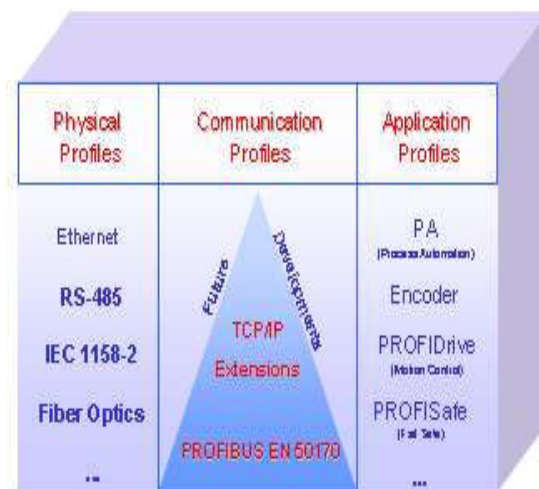 Physical
Profiles
Communication
Profiles
Application
Profiles
Ethernet
RS-485
IEC 1158-2
Fiber Optics
...
Future
Developments
TCP/IP
Extensions
PROFIBUS EN 50170
PA
(Process Automation)
Encoder
PROFIDrive
(Motion Control)
PROFISafe
(Fail Safe)
...